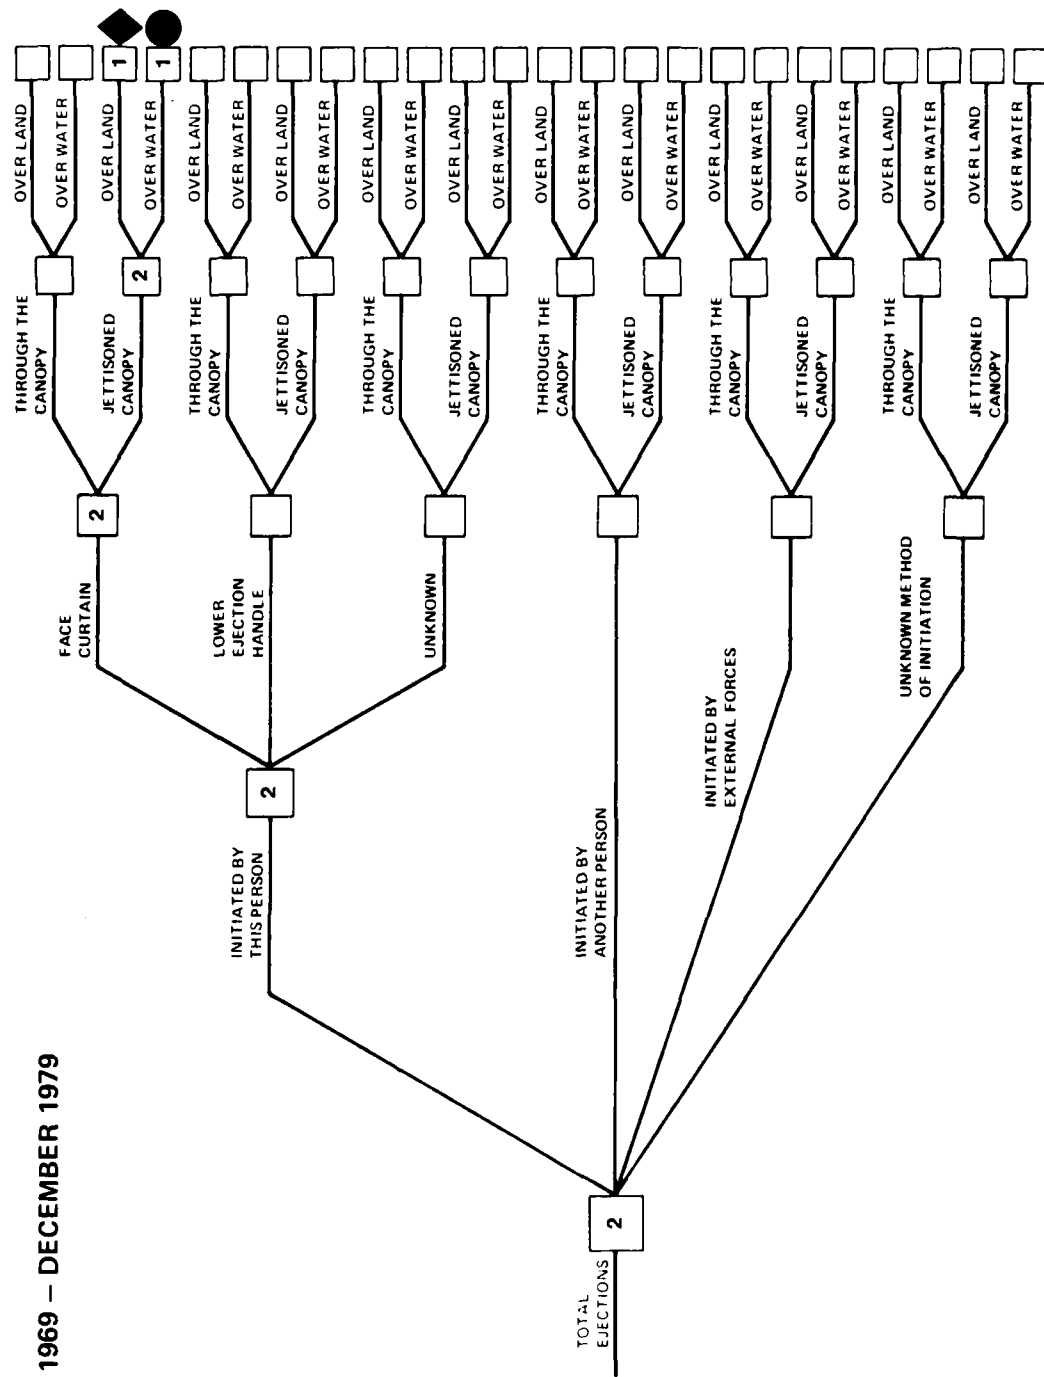 1969 — DECEMBER 1979
TOTAL
EJECTIONS
2
INITIATED BY
THIS PERSON
2
FACE
CURTAIN
2
THROUGH THE
CANOPY
OVER LAND
OVER WATER
JETTISONED
CANOPY
2
OVER LAND
1
OVER WATER
1
LOWER
EJECTION
HANDLE
THROUGH THE
CANOPY
OVER LAND
OVER WATER
JETTISONED
CANOPY
OVER LAND
OVER WATER
UNKNOWN
THROUGH THE
CANOPY
OVER LAND
OVER WATER
JETTISONED
CANOPY
OVER LAND
OVER WATER
INITIATED BY
ANOTHER PERSON
THROUGH THE
CANOPY
OVER LAND
OVER WATER
JETTISONED
CANOPY
OVER LAND
OVER WATER
INITIATED BY
EXTERNAL FORCES
THROUGH THE
CANOPY
OVER LAND
OVER WATER
JETTISONED
CANOPY
OVER LAND
OVER WATER
UNKNOWN METHOD
OF INITIATION
THROUGH THE
CANOPY
OVER LAND
OVER WATER
JETTISONED
CANOPY
OVER LAND
OVER WATER